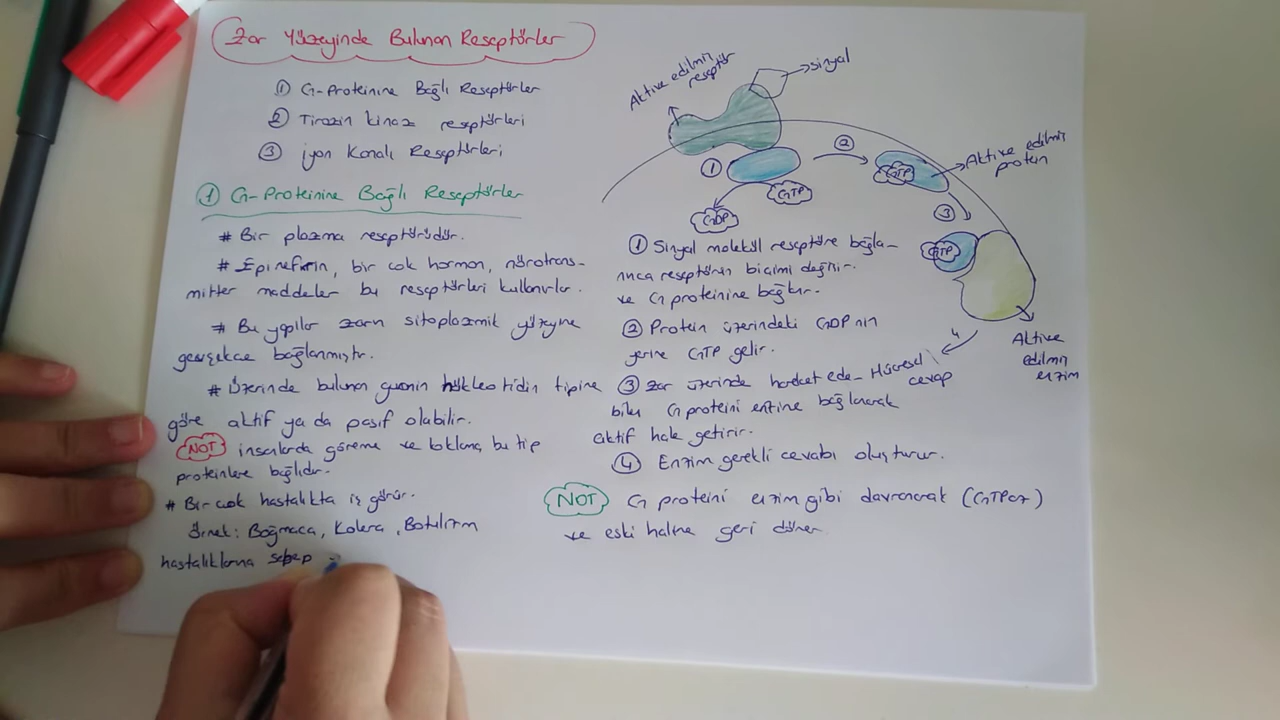 Zar Yüzeyinde Bulunan Reseptörler
① G-Proteinine Bağlı Reseptörler
② Tirozin kinaz reseptörleri
③ iyon Kanalı Reseptörleri
① G-Proteinine Bağlı Reseptörler
# Bir plazma reseptörüdür.
# Epinefrin, bir çok hormon, nörotrans-
mitter maddeler bu reseptörleri kullanırlar.
# Bu yapılar zarın sitoplazmik yüzeyine
gevşekçe bağlanmıştır.
# Üzerinde bulunan guanin nükleotidin tipine
göre aktif ya da pasif olabilir.
NOT insanlarda görme ve koklama, bu tip
proteinlere bağlıdır.
# Bir çok hastalıkta iş görür.
Örnek: Boğmaca, Kolera, Botulizm
hastalıklarına sebep
Aktive edilmiş
reseptör
sinyal
①
GDP
GTP
②
GTP
Aktive edilmiş
protein
③
GTP
Aktive
edilmiş
enzim
4
Hücresel
cevap
① Sinyal molekül reseptöre bağla-
nınca reseptörün biçimi değişir.
ve G proteinine bağlanır.
② Protein üzerindeki GDP nin
yerine GTP gelir.
③ Zar üzerinde hareket ede-
bilen G proteini enzime bağlanarak
aktif hale getirir.
④ Enzim gerekli cevabı oluşturur.
NOT G proteini enzim gibi davranarak (GTPaz)
ve eski haline geri döner.